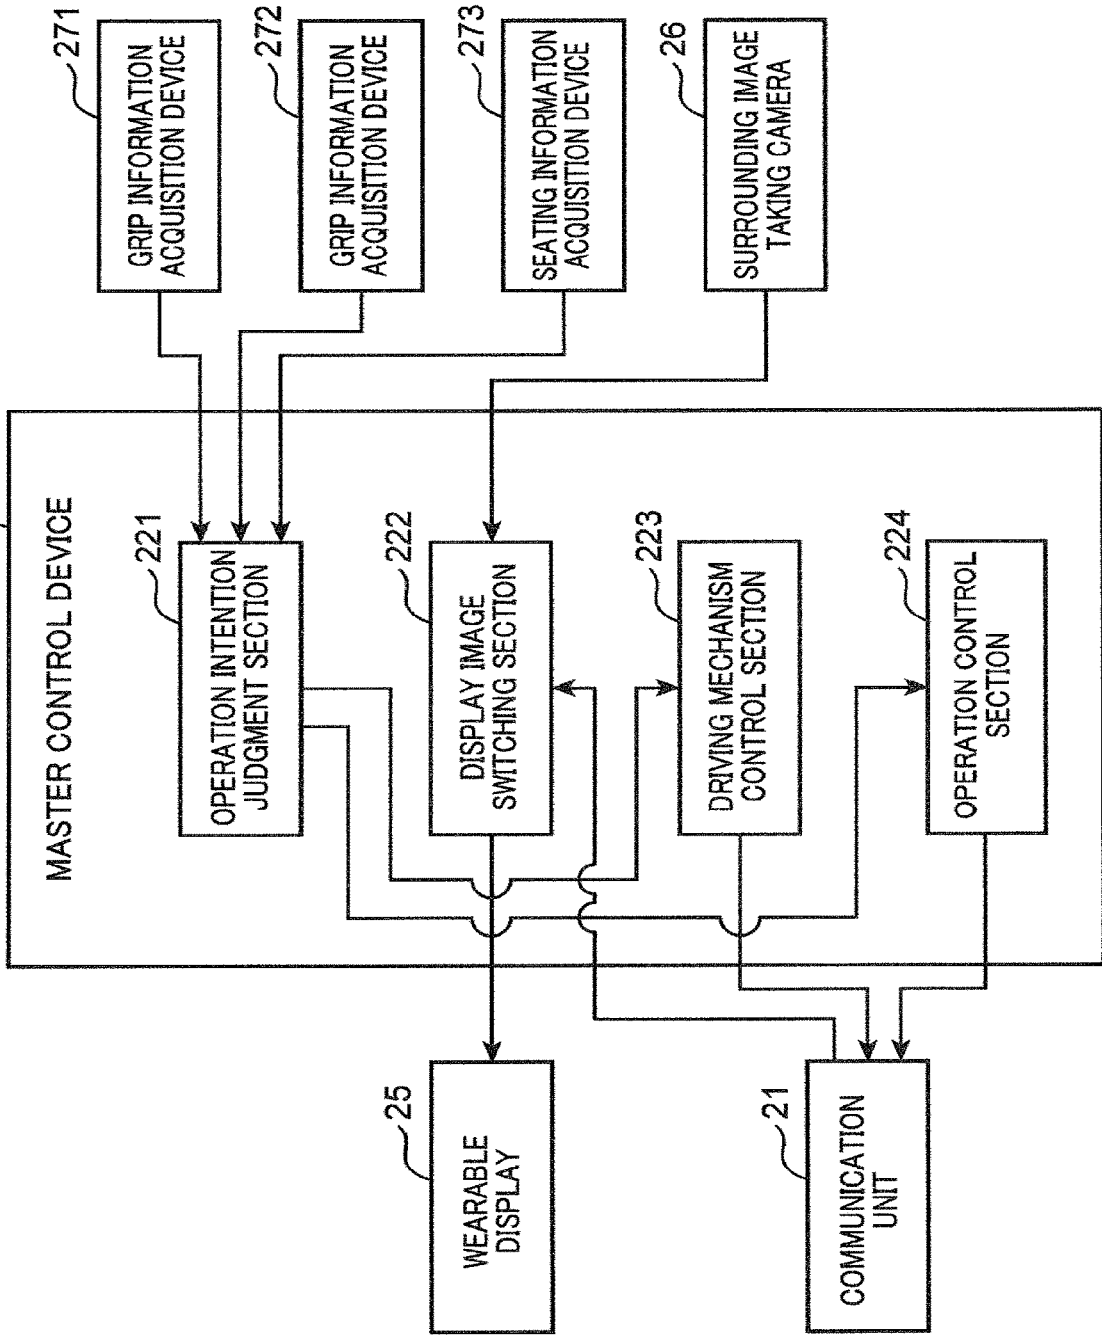 MASTER CONTROL DEVICE
271
GRIP INFORMATION
ACQUISITION DEVICE
272
GRIP INFORMATION
ACQUISITION DEVICE
273
SEATING INFORMATION
ACQUISITION DEVICE
26
SURROUNDING IMAGE
TAKING CAMERA
221
OPERATION INTENTION
JUDGMENT SECTION
222
DISPLAY IMAGE
SWITCHING SECTION
223
DRIVING MECHANISM
CONTROL SECTION
224
OPERATION CONTROL
SECTION
25
WEARABLE
DISPLAY
21
COMMUNICATION
UNIT